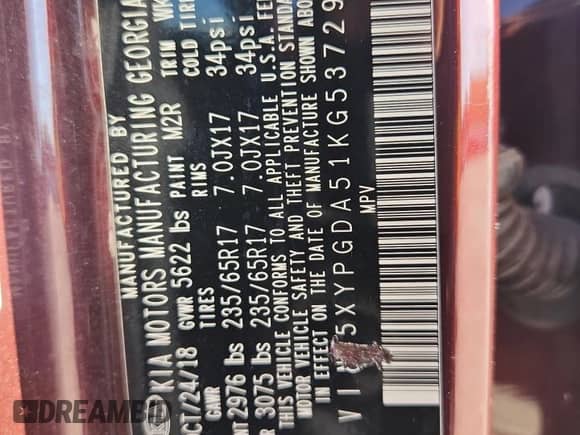 MANUFACTURED BY
KIA MOTORS MANUFACTURING GEORGIA
OCT/24/18 GVWR 5622 lbs PAINT M2R TRIM WK
GAWR TIRES RIMS COLD TIRE
2976 lbs 235/65R17 7.0JX17 34psi
3075 lbs 235/65R17 7.0JX17 34psi
THIS VEHICLE CONFORMS TO ALL APPLICABLE U.S.A. FE
MOTOR VEHICLE SAFETY AND THEFT PREVENTION STANDA
IN EFFECT ON THE DATE OF MANUFACTURE SHOWN ABO
5XYPGDA51KG53729
MPV
DREAMBID